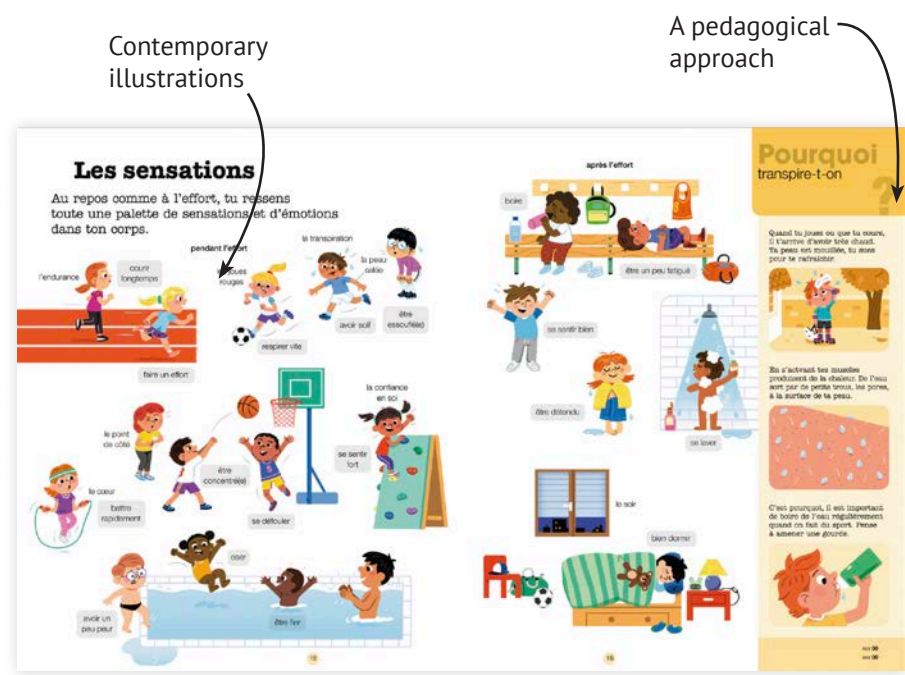 Contemporary
illustrations
A pedagogical
approach
Les sensations
Au repos comme à l'effort, tu ressens
toute une palette de sensations et d'émotions
dans ton corps.
pendant l'effort
l'endurance
courir
longtemps
faire un effort
les joues
rouges
respirer vite
la transpiration
avoir soif
la peau
salée
être
essoufflé(e)
le point
de côté
être
concentré(e)
se défouler
la confiance
en soi
se sentir
fort
le cœur
battre
rapidement
oser
avoir un
peu peur
être fier
18
après l'effort
boire
être un peu fatigué
se sentir bien
être détendu
se laver
le soir
bien dormir
19
Pourquoi
transpire-t-on
?
Quand tu joues ou que tu cours,
il t'arrive d'avoir très chaud.
Ta peau est mouillée, tu sues
pour te rafraîchir.
En s'activant tes muscles
produisent de la chaleur. De l'eau
sort par de petits trous, les pores,
à la surface de ta peau.
C'est pourquoi, il est important
de boire de l'eau régulièrement
quand on fait du sport. Pense
à amener une gourde.